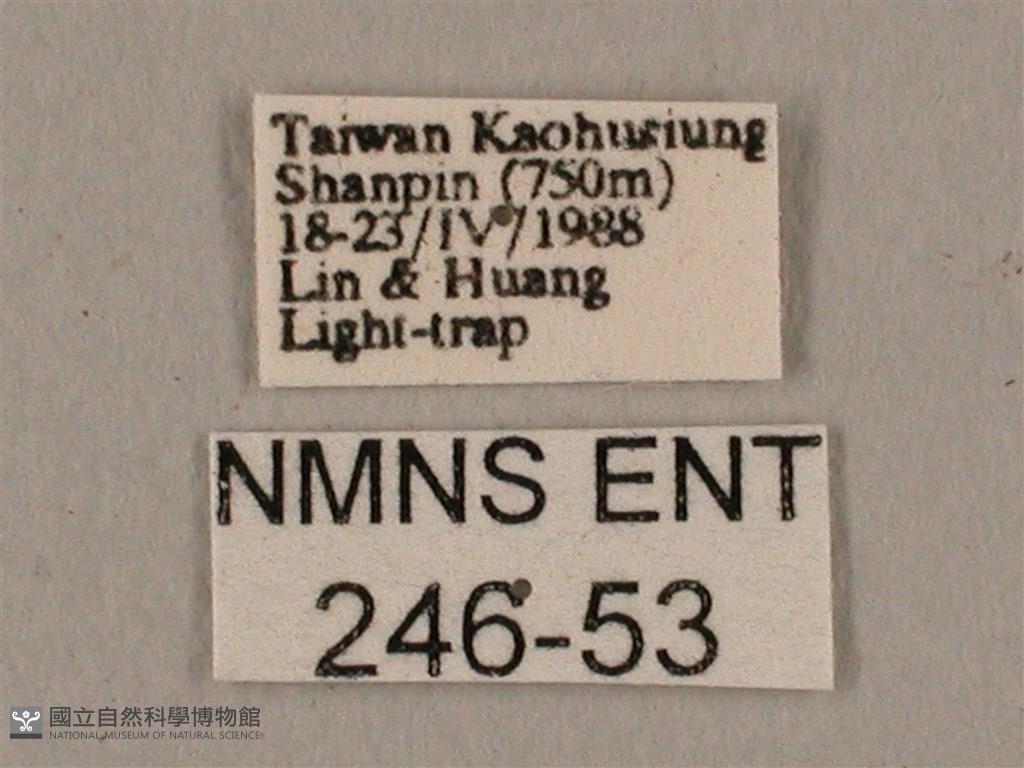 Taiwan Kaohusiung
Shanpin (750m)
18-23/IV/1988
Lin & Huang
Light-trap
NMNS ENT
246-53
國立自然科學博物館
NATIONAL MUSEUM OF NATURAL SCIENCE